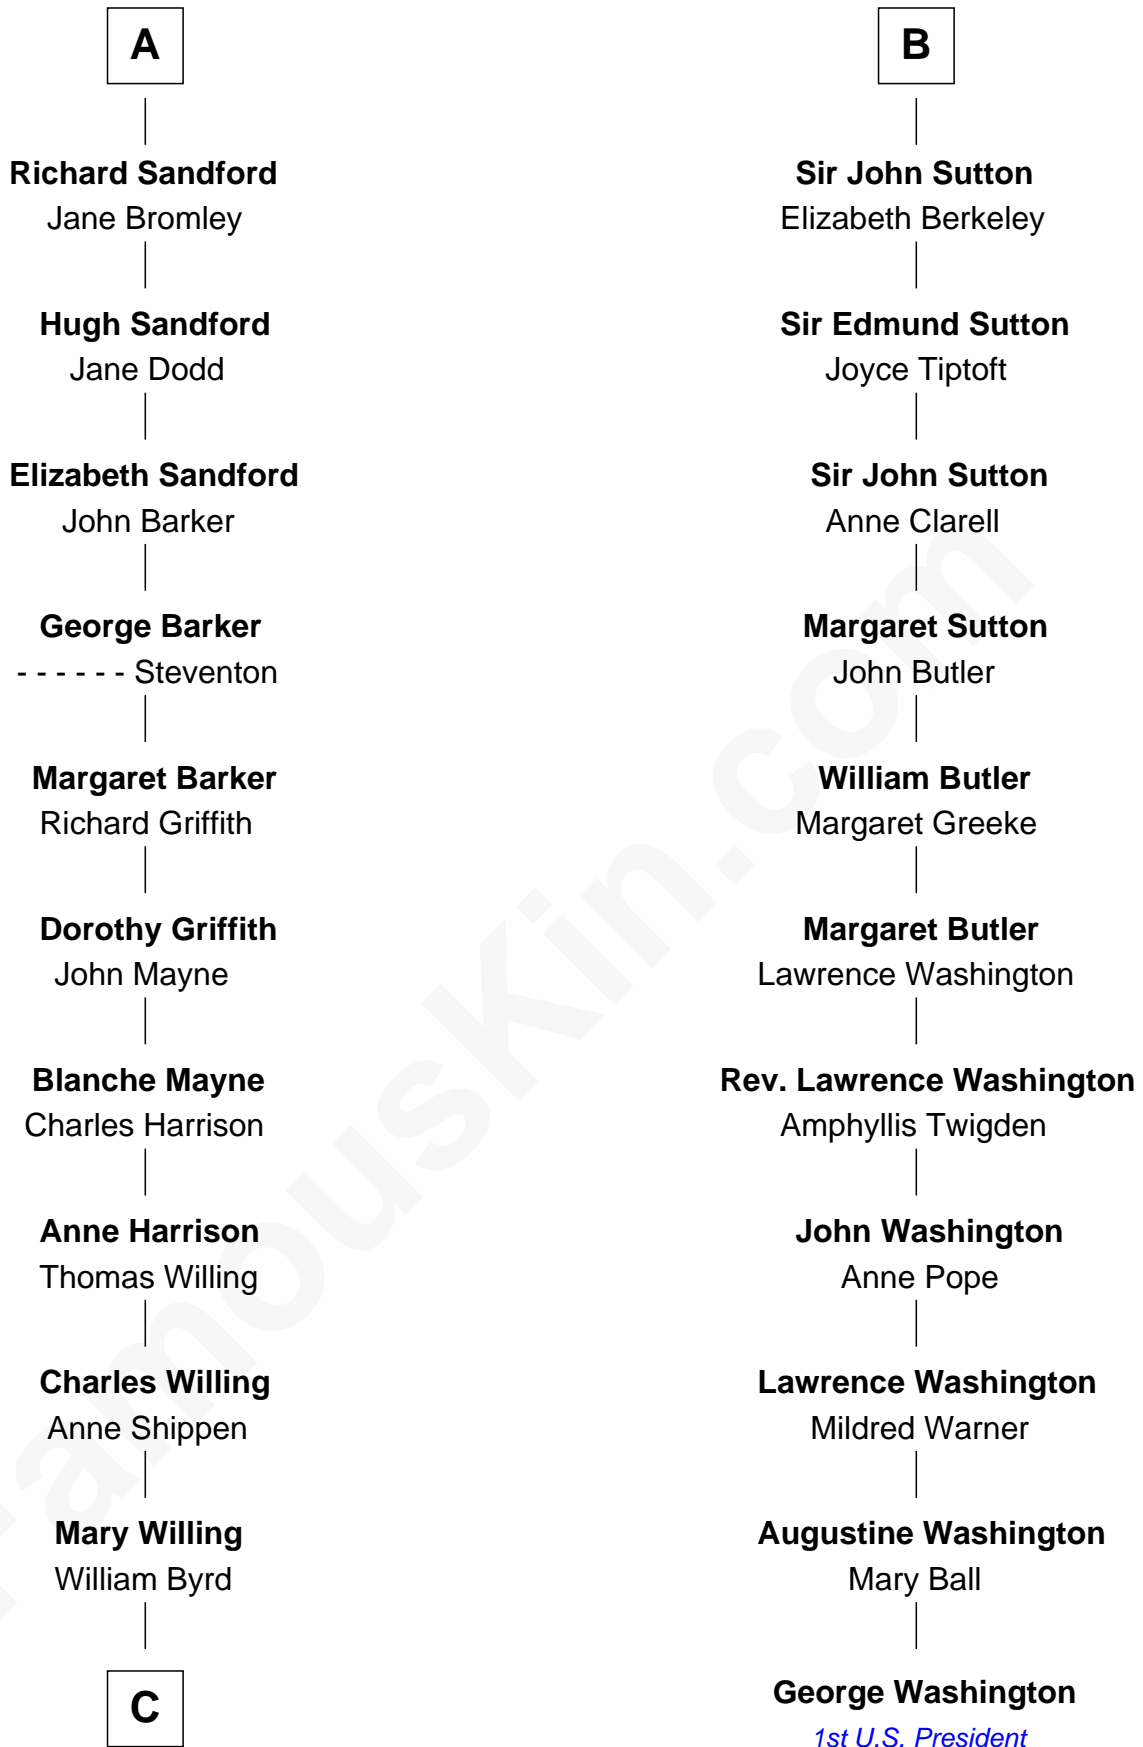 A
Richard Sandford
Jane Bromley
Hugh Sandford
Jane Dodd
Elizabeth Sandford
John Barker
George Barker
- - - - - - Steventon
Margaret Barker
Richard Griffith
Dorothy Griffith
John Mayne
Blanche Mayne
Charles Harrison
Anne Harrison
Thomas Willing
Charles Willing
Anne Shippen
Mary Willing
William Byrd
C
B
Sir John Sutton
Elizabeth Berkeley
Sir Edmund Sutton
Joyce Tiptoft
Sir John Sutton
Anne Clarell
Margaret Sutton
John Butler
William Butler
Margaret Greeke
Margaret Butler
Lawrence Washington
Rev. Lawrence Washington
Amphyllis Twigden
John Washington
Anne Pope
Lawrence Washington
Mildred Warner
Augustine Washington
Mary Ball
George Washington
1st U.S. President
FamousKin.com